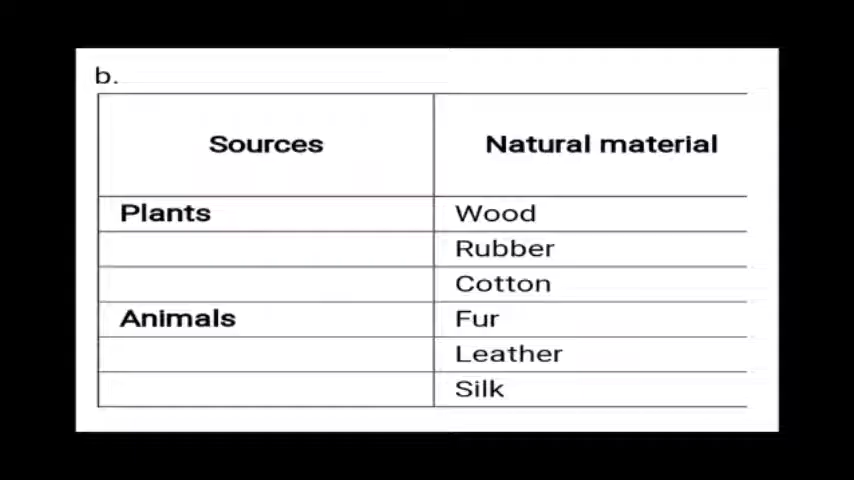 b.
Sources Natural material
Plants Wood
Rubber
Cotton
Animals Fur
Leather
Silk